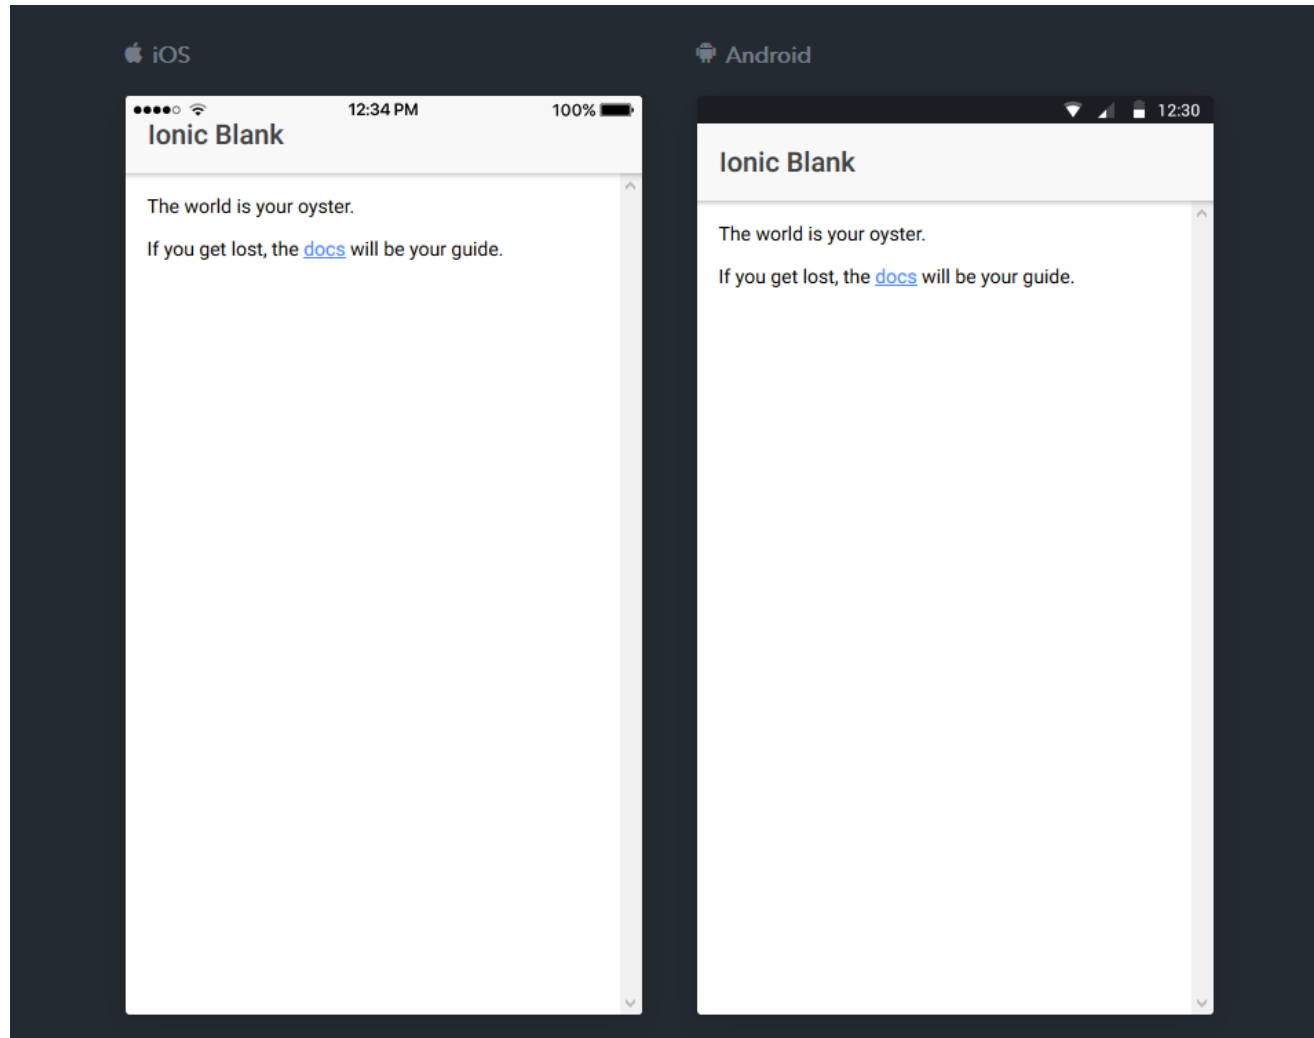 iOS
12:34 PM
100%
Ionic Blank
The world is your oyster.
If you get lost, the docs will be your guide.
Android
12:30
Ionic Blank
The world is your oyster.
If you get lost, the docs will be your guide.